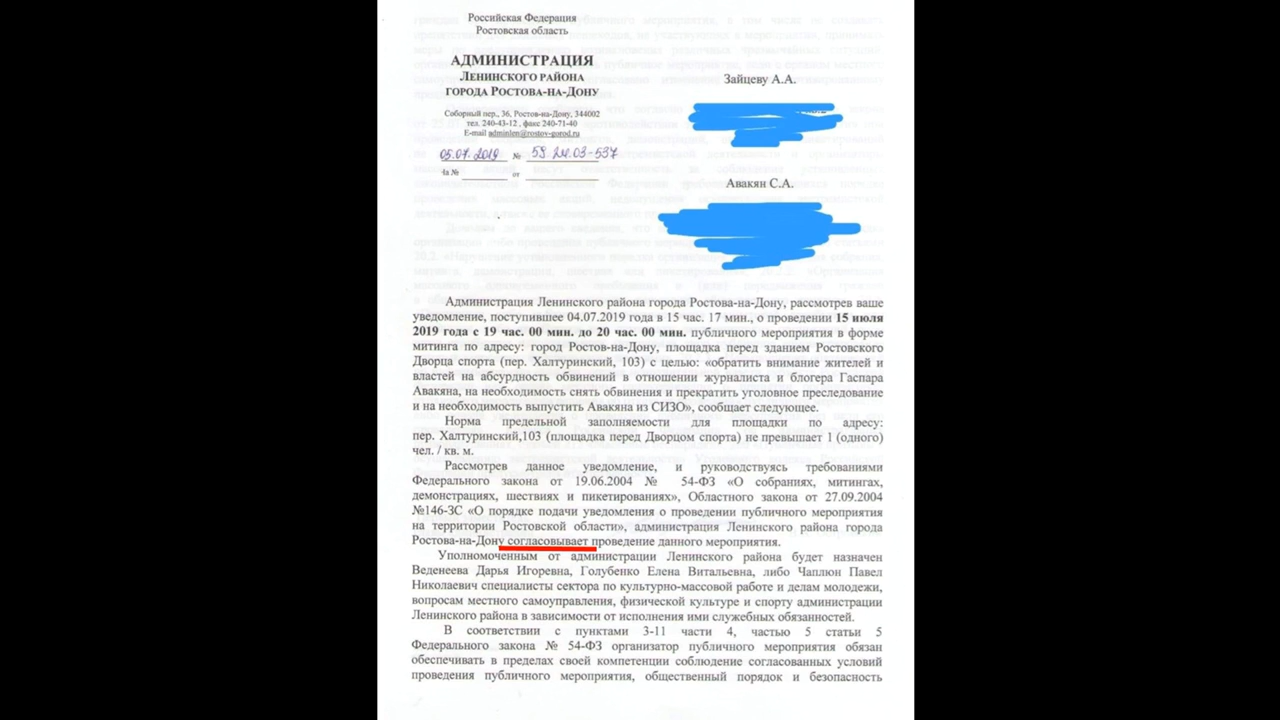 Российская Федерация
Ростовская область
АДМИНИСТРАЦИЯ
ЛЕНИНСКОГО РАЙОНА
ГОРОДА РОСТОВА-НА-ДОНУ
Соборный пер., 36, Ростов-на-Дону, 344002
тел. 240-43-12 , факс 240-71-40
E-mail adminlen@rostov-gorod.ru
05.07.2019 №
На № от
Зайцеву А.А.
Авакян С.А.
Администрация Ленинского района города Ростова-на-Дону, рассмотрев ваше
уведомление, поступившее 04.07.2019 года в 15 час. 17 мин., о проведении 15 июля
2019 года с 19 час. 00 мин. до 20 час. 00 мин. публичного мероприятия в форме
митинга по адресу: город Ростов-на-Дону, площадка перед зданием Ростовского
Дворца спорта (пер. Халтуринский, 103) с целью: «обратить внимание жителей и
властей на абсурдность обвинений в отношении журналиста и блогера Гаспара
Авакяна, на необходимость снять обвинения и прекратить уголовное преследование
и на необходимость выпустить Авакяна из СИЗО», сообщает следующее.
Норма предельной заполняемости для площадки по адресу:
пер. Халтуринский,103 (площадка перед Дворцом спорта) не превышает 1 (одного)
чел. / кв. м.
Рассмотрев данное уведомление, и руководствуясь требованиями
Федерального закона от 19.06.2004 № 54-ФЗ «О собраниях, митингах,
демонстрациях, шествиях и пикетированиях», Областного закона от 27.09.2004
№146-ЗС «О порядке подачи уведомления о проведении публичного мероприятия
на территории Ростовской области», администрация Ленинского района города
Ростова-на-Дону согласовывает проведение данного мероприятия.
Уполномоченным от администрации Ленинского района будет назначен
Веденеева Дарья Игоревна, Голубенко Елена Витальевна, либо Чаплюн Павел
Николаевич специалисты сектора по культурно-массовой работе и делам молодежи,
вопросам местного самоуправления, физической культуре и спорту администрации
Ленинского района в зависимости от исполнения ими служебных обязанностей.
В соответствии с пунктами 3-11 части 4, частью 5 статьи 5
Федерального закона № 54-ФЗ организатор публичного мероприятия обязан
обеспечивать в пределах своей компетенции соблюдение согласованных условий
проведения публичного мероприятия, общественный порядок и безопасность